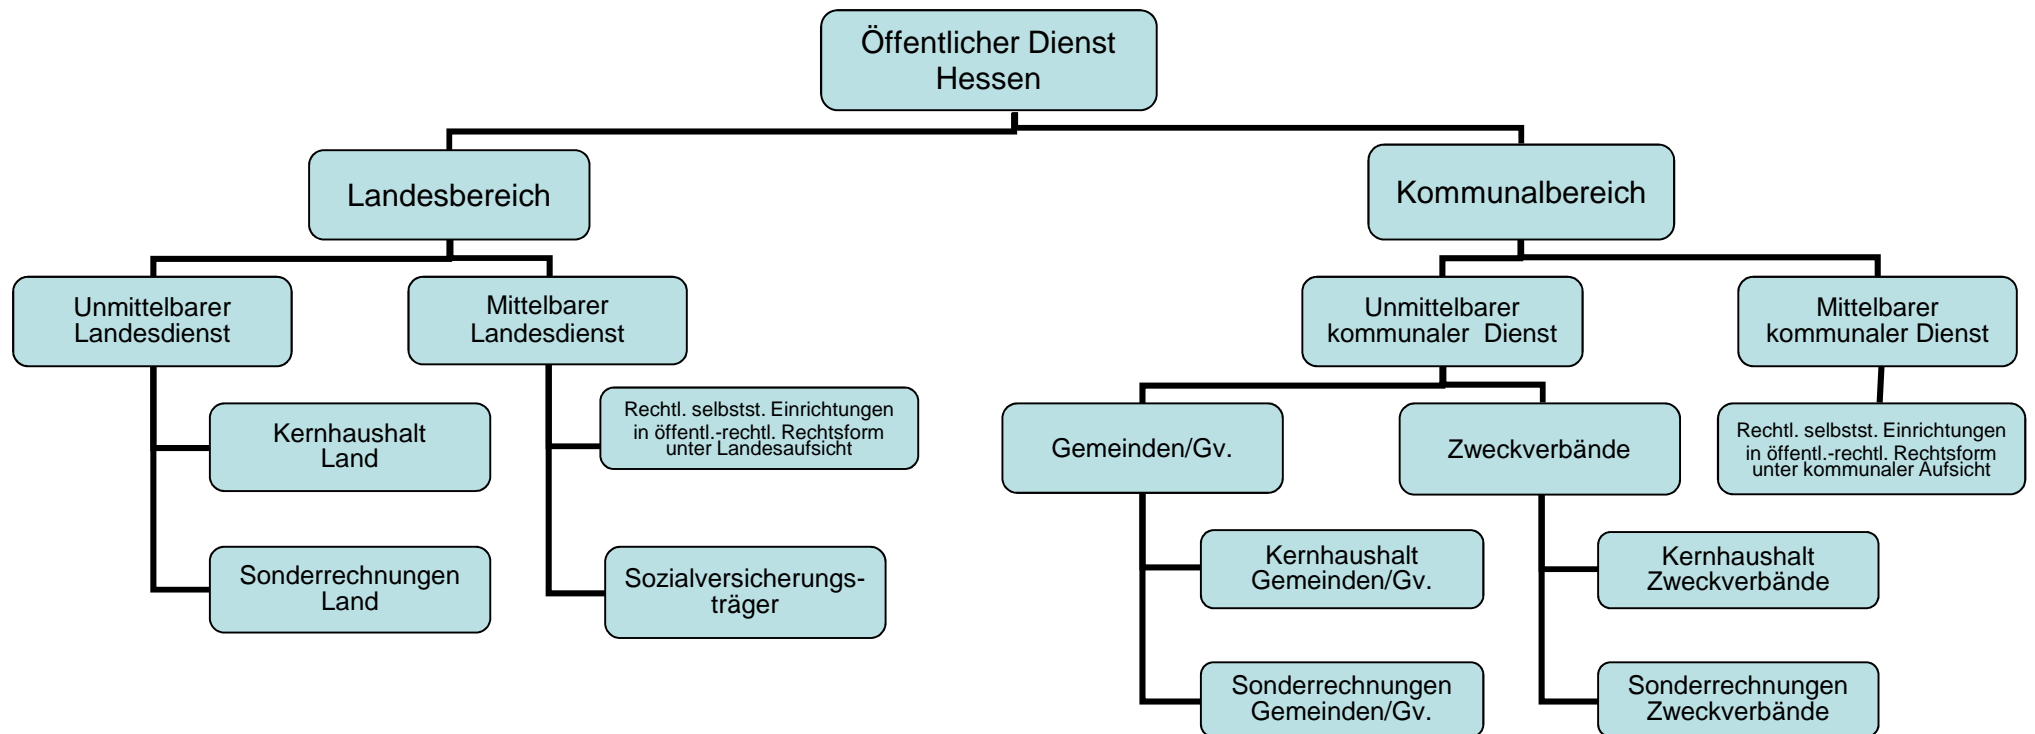 Öffentlicher Dienst
Hessen
Landesbereich
Kommunalbereich
Unmittelbarer
Landesdienst
Mittelbarer
Landesdienst
Unmittelbarer
kommunaler Dienst
Mittelbarer
kommunaler Dienst
Kernhaushalt
Land
Rechtl. selbstst. Einrichtungen
in öffentl.-rechtl. Rechtsform
unter Landesaufsicht
Gemeinden/Gv.
Zweckverbände
Rechtl. selbstst. Einrichtungen
in öffentl.-rechtl. Rechtsform
unter kommunaler Aufsicht
Sonderrechnungen
Land
Sozialversicherungs-
träger
Kernhaushalt
Gemeinden/Gv.
Kernhaushalt
Zweckverbände
Sonderrechnungen
Gemeinden/Gv.
Sonderrechnungen
Zweckverbände